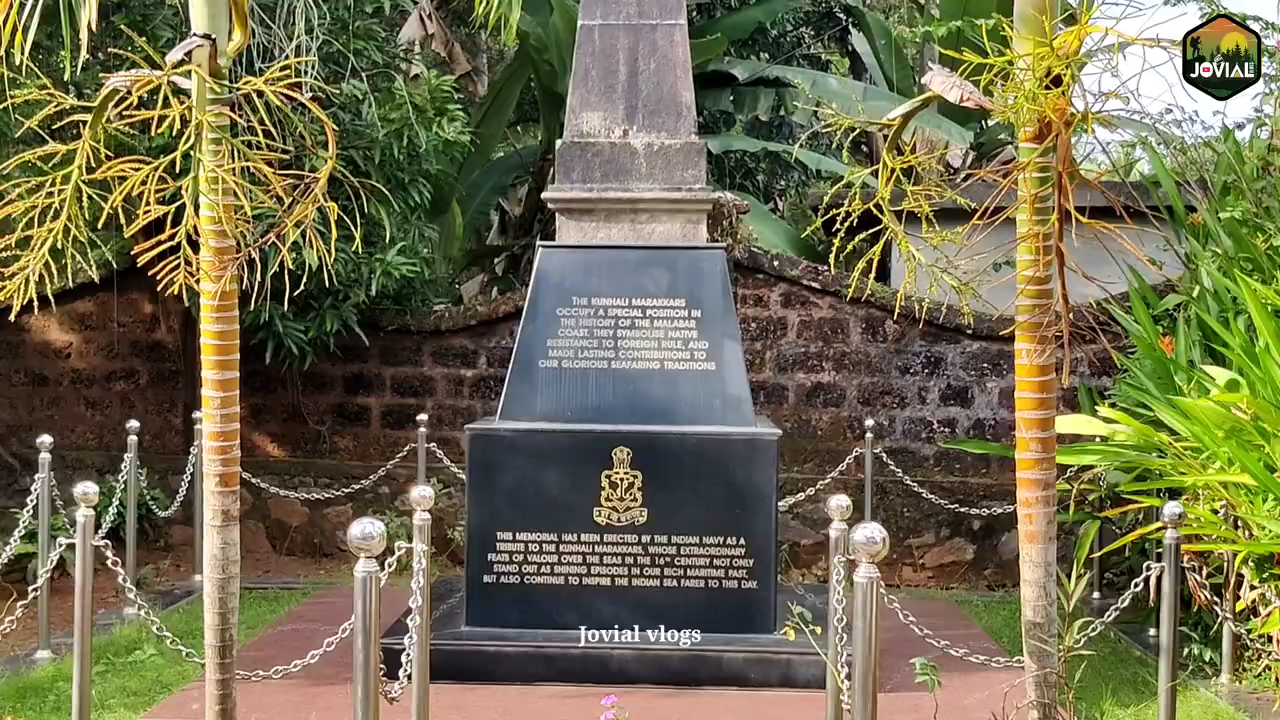 JOVIAL
THE KUNHALI MARAKKARS
OCCUPY A SPECIAL POSITION IN
THE HISTORY OF THE MALABAR
COAST. THEY SYMBOLISE NATIVE
RESISTANCE TO FOREIGN RULE, AND
MADE LASTING CONTRIBUTIONS TO
OUR GLORIOUS SEAFARING TRADITIONS
THIS MEMORIAL HAS BEEN ERECTED BY THE INDIAN NAVY AS A
TRIBUTE TO THE KUNHALI MARAKKARS, WHOSE EXTRAORDINARY
FEATS OF VALOUR OVER THE SEAS IN THE 16TH CENTURY NOT ONLY
STAND OUT AS SHINING EPISODES IN OUR RICH MARITIME PAST,
BUT ALSO CONTINUE TO INSPIRE THE INDIAN SEA FARER TO THIS DAY.
Jovial vlogs